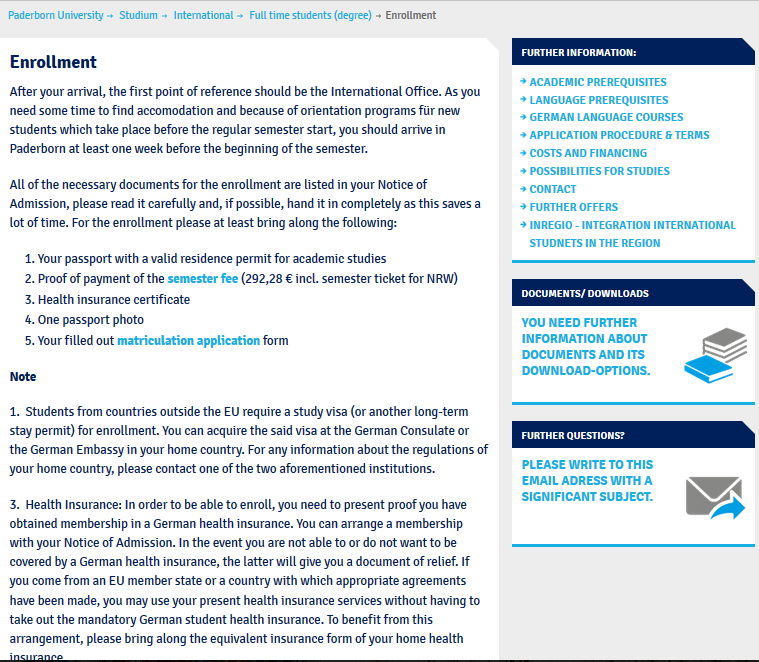 Paderborn University → Studium → International → Full time students (degree) → Enrollment
Enrollment
After your arrival, the first point of reference should be the International Office. As you
need some time to find accomodation and because of orientation programs für new
students which take place before the regular semester start, you should arrive in
Paderborn at least one week before the beginning of the semester.
All of the necessary documents for the enrollment are listed in your Notice of
Admission, please read it carefully and, if possible, hand it in completely as this saves a
lot of time. For the enrollment please at least bring along the following:
1. Your passport with a valid residence permit for academic studies
2. Proof of payment of the semester fee (292,28 € incl. semester ticket for NRW)
3. Health insurance certificate
4. One passport photo
5. Your filled out matriculation application form
Note
1. Students from countries outside the EU require a study visa (or another long-term
stay permit) for enrollment. You can acquire the said visa at the German Consulate or
the German Embassy in your home country. For any information about the regulations of
your home country, please contact one of the two aforementioned institutions.
3. Health Insurance: In order to be able to enroll, you need to present proof you have
obtained membership in a German health insurance. You can arrange a membership
with your Notice of Admission. In the event you are not able to or do not want to be
covered by a German health insurance, the latter will give you a document of relief. If
you come from an EU member state or a country with which appropriate agreements
have been made, you may use your present health insurance services without having to
take out the mandatory German student health insurance. To benefit from this
arrangement, please bring along the equivalent insurance form of your home health
insurance.
FURTHER INFORMATION:
→ ACADEMIC PREREQUISITES
→ LANGUAGE PREREQUISITES
→ GERMAN LANGUAGE COURSES
→ APPLICATION PROCEDURE & TERMS
→ COSTS AND FINANCING
→ POSSIBILITIES FOR STUDIES
→ CONTACT
→ FURTHER OFFERS
→ INREGIO - INTEGRATION INTERNATIONAL
STUDNETS IN THE REGION
DOCUMENTS/ DOWNLOADS
YOU NEED FURTHER
INFORMATION ABOUT
DOCUMENTS AND ITS
DOWNLOAD-OPTIONS.
FURTHER QUESTIONS?
PLEASE WRITE TO THIS
EMAIL ADRESS WITH A
SIGNIFICANT SUBJECT.